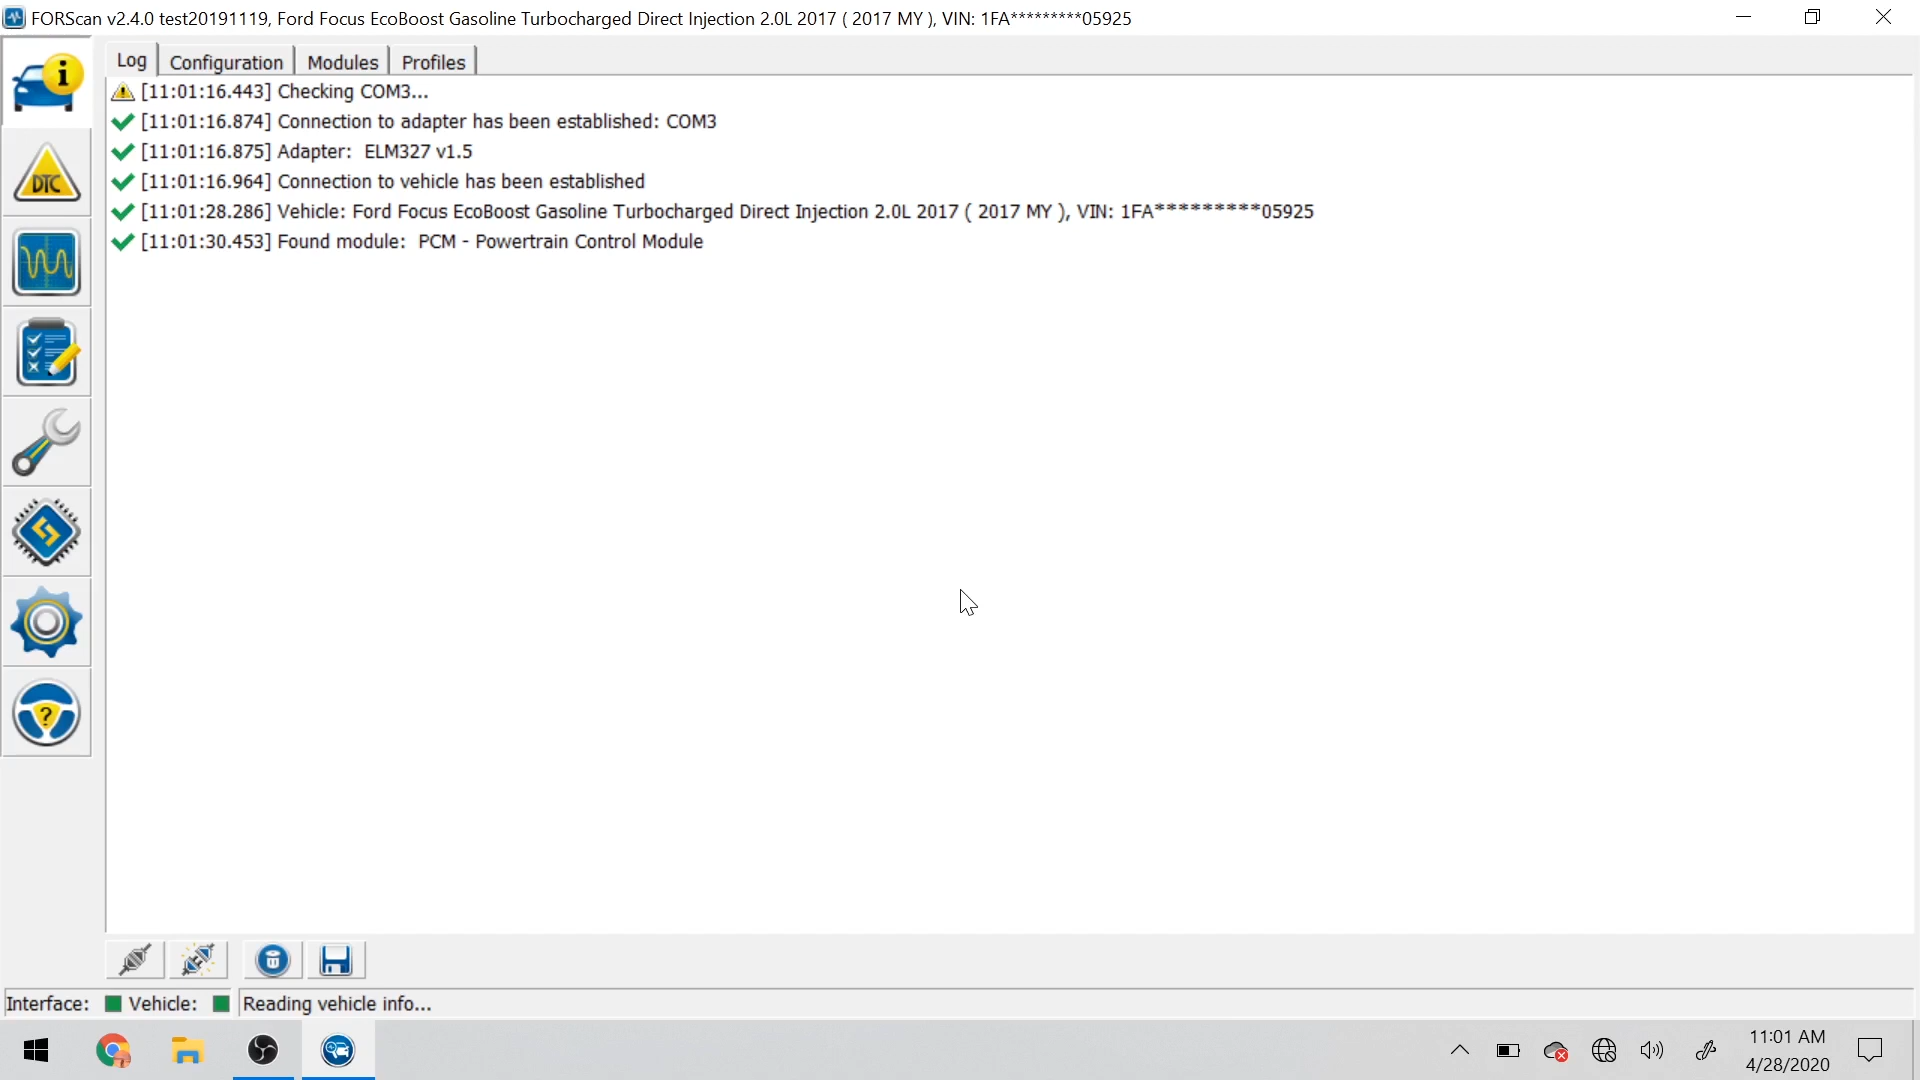 FORScan v2.4.0 test20191119, Ford Focus EcoBoost Gasoline Turbocharged Direct Injection 2.0L 2017 ( 2017 MY ), VIN: 1FA*********05925
Log Configuration Modules Profiles
[11:01:16.443] Checking COM3...
[11:01:16.874] Connection to adapter has been established: COM3
[11:01:16.875] Adapter: ELM327 v1.5
[11:01:16.964] Connection to vehicle has been established
[11:01:28.286] Vehicle: Ford Focus EcoBoost Gasoline Turbocharged Direct Injection 2.0L 2017 ( 2017 MY ), VIN: 1FA*********05925
[11:01:30.453] Found module: PCM - Powertrain Control Module
i
DTC
?
Interface: Vehicle: Reading vehicle info...
11:01 AM
4/28/2020